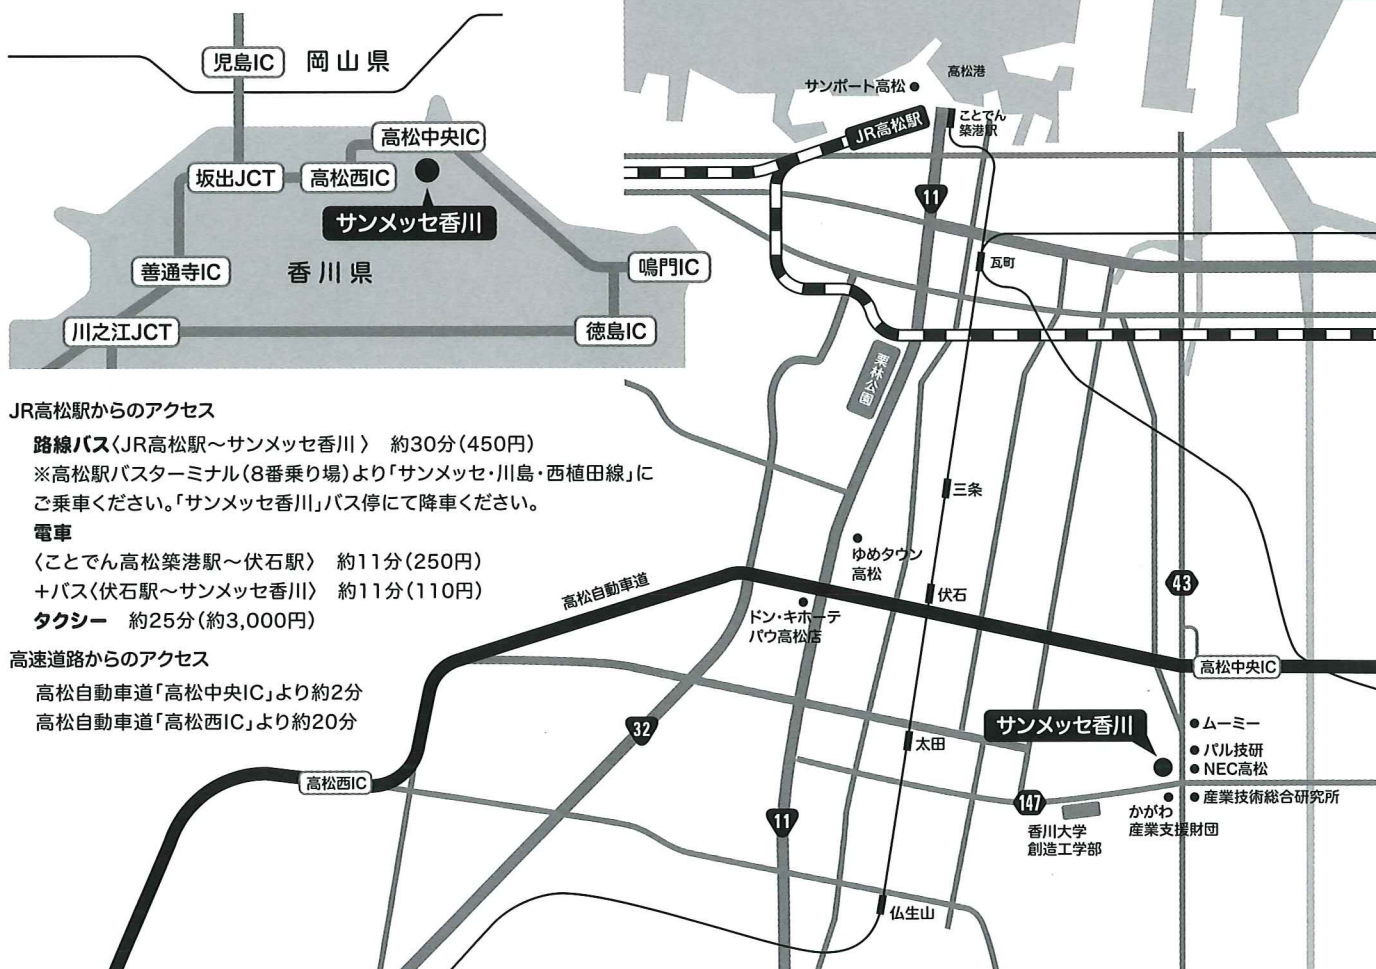 児島IC
岡山県
高松中央IC
坂出JCT
高松西IC
サンメッセ香川
善通寺IC
香川県
鳴門IC
川之江JCT
徳島IC
JR高松駅からのアクセス
路線バス〈JR高松駅～サンメッセ香川〉 約30分(450円)
※高松駅バスターミナル(8番乗り場)より「サンメッセ・川島・西植田線」に
ご乗車ください。「サンメッセ香川」バス停にて降車ください。
電車
〈ことでん高松築港駅～伏石駅〉 約11分(250円)
+バス〈伏石駅～サンメッセ香川〉 約11分(110円)
タクシー 約25分(約3,000円)
高速道路からのアクセス
高松自動車道「高松中央IC」より約2分
高松自動車道「高松西IC」より約20分
高松港
サンポート高松
ことでん
築港駅
JR高松駅
11
瓦町
栗林公園
三条
ゆめタウン
高松
高松自動車道
伏石
43
ドン・キホーテ
パウ高松店
高松中央IC
サンメッセ香川
ムーミー
32
太田
パル技研
NEC高松
高松西IC
産業技術総合研究所
147
かがわ
産業支援財団
11
香川大学
創造工学部
仏生山